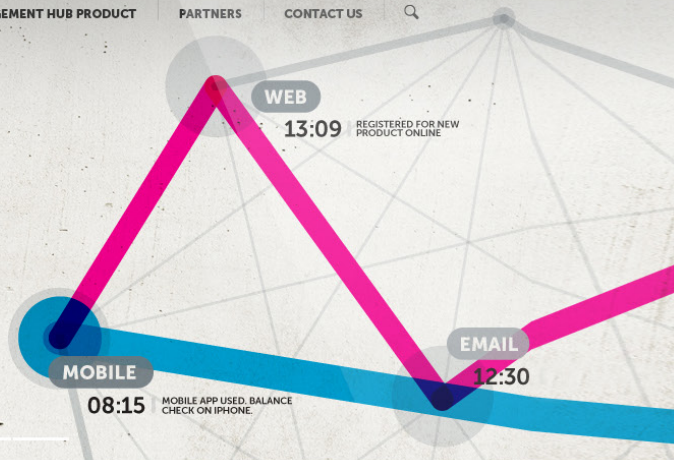 GEMENT HUB PRODUCT
PARTNERS
CONTACT US
WEB
13:09
REGISTERED FOR NEW
PRODUCT ONLINE
EMAIL
12:30
MOBILE
08:15
MOBILE APP USED. BALANCE
CHECK ON IPHONE.